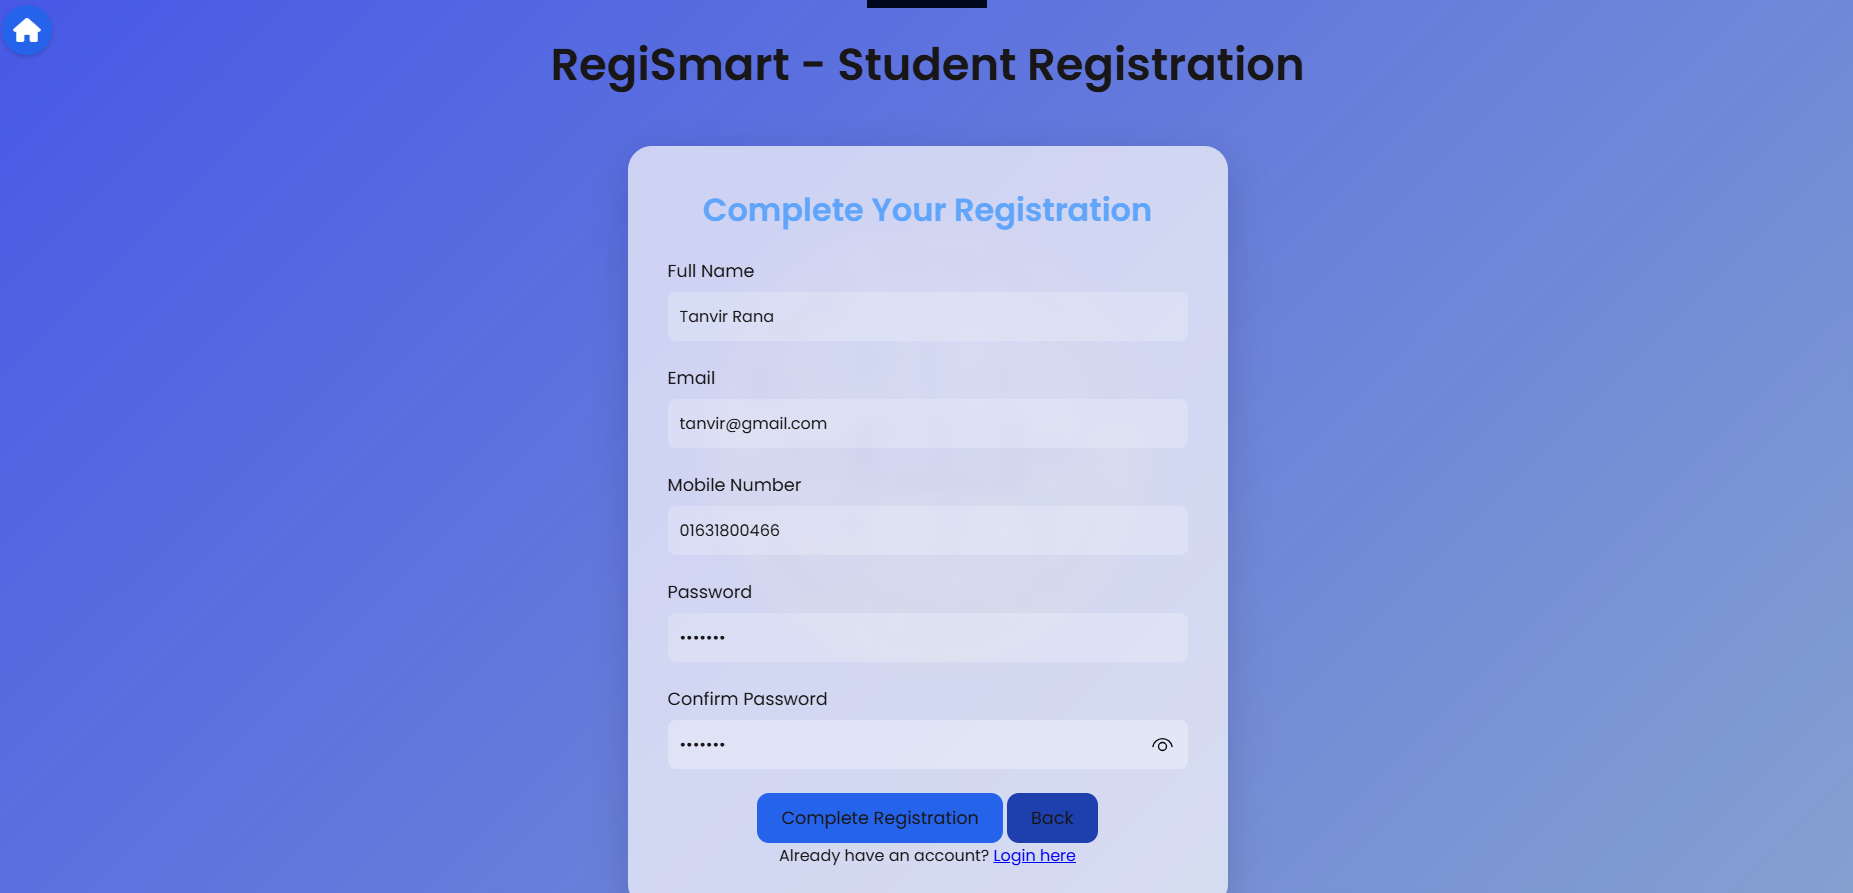 RegiSmart - Student Registration
Complete Your Registration
Full Name
Tanvir Rana
Email
tanvir@gmail.com
Mobile Number
01631800466
Password
•••••••
Confirm Password
•••••••
Complete Registration Back
Already have an account? Login here